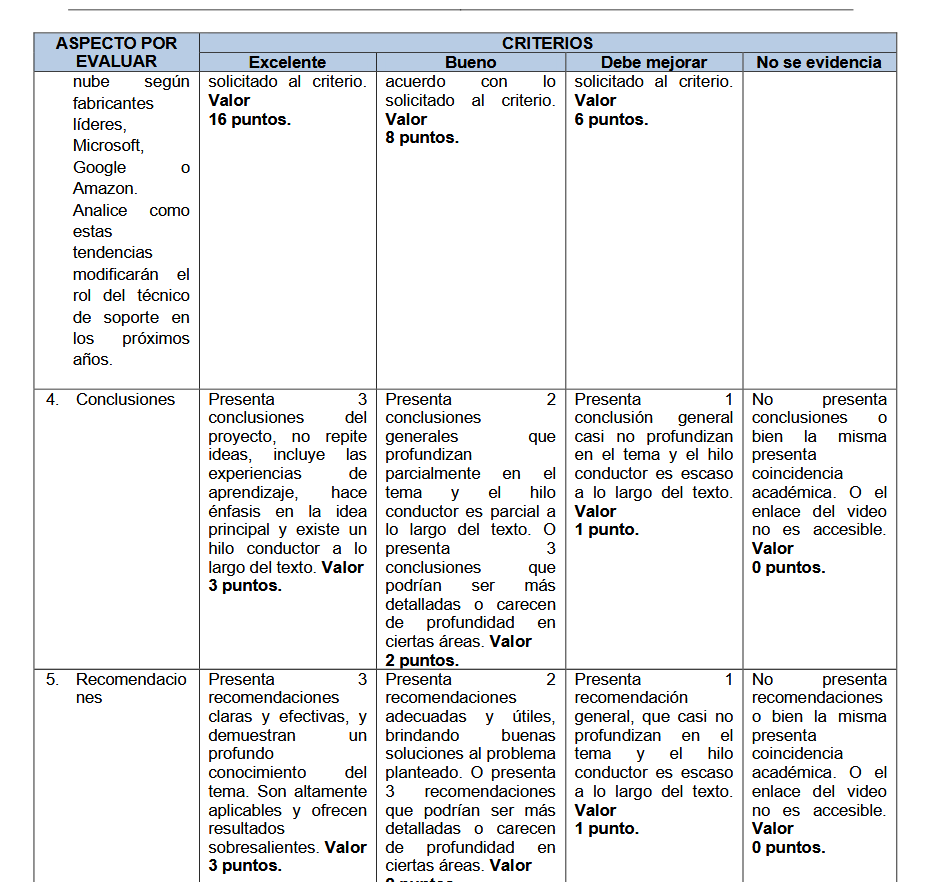 ASPECTO POR EVALUAR
CRITERIOS
Excelente
Bueno
Debe mejorar
No se evidencia
nube según
fabricantes
líderes,
Microsoft,
Google o
Amazon.
Analice como
estas
tendencias
modificarán el
rol del técnico
de soporte en
los próximos
años.
solicitado al criterio.
Valor
16 puntos.
acuerdo con lo
solicitado al criterio.
Valor
8 puntos.
solicitado al criterio.
Valor
6 puntos.
4. Conclusiones
Presenta 3
conclusiones del
proyecto, no repite
ideas, incluye las
experiencias de
aprendizaje, hace
énfasis en la idea
principal y existe un
hilo conductor a lo
largo del texto. Valor
3 puntos.
Presenta 2
conclusiones
generales que
profundizan
parcialmente en el
tema y el hilo
conductor es parcial a
lo largo del texto. O
presenta 3
conclusiones que
podrían ser más
detalladas o carecen
de profundidad en
ciertas áreas. Valor
2 puntos.
Presenta 1
conclusión general
casi no profundizan
en el tema y el hilo
conductor es escaso
a lo largo del texto.
Valor
1 punto.
No presenta
conclusiones o
bien la misma
presenta
coincidencia
académica. O el
enlace del video
no es accesible.
Valor
0 puntos.
5. Recomendacio
nes
Presenta 3
recomendaciones
claras y efectivas, y
demuestran un
profundo
conocimiento del
tema. Son altamente
aplicables y ofrecen
resultados
sobresalientes. Valor
3 puntos.
Presenta 2
recomendaciones
adecuadas y útiles,
brindando buenas
soluciones al problema
planteado. O presenta
3 recomendaciones
que podrían ser más
detalladas o carecen
de profundidad en
ciertas áreas. Valor
Presenta 1
recomendación
general, que casi no
profundizan en el
tema y el hilo
conductor es escaso
a lo largo del texto.
Valor
1 punto.
No presenta
recomendaciones
o bien la misma
presenta
coincidencia
académica. O el
enlace del video
no es accesible.
Valor
0 puntos.